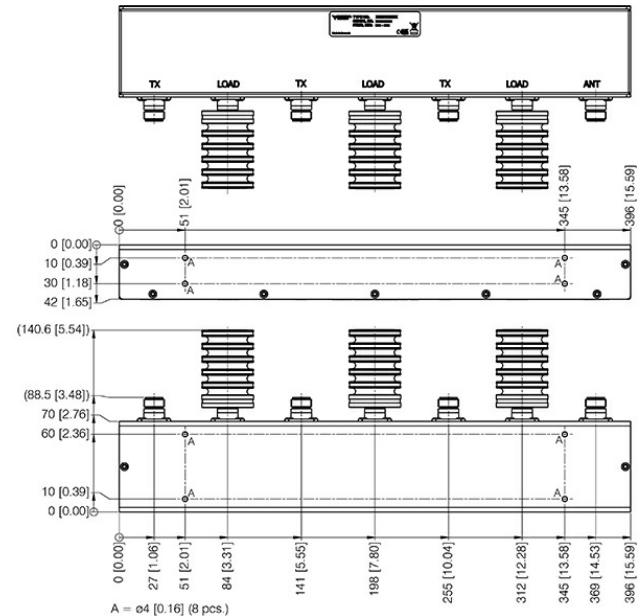 TX LOAD TX LOAD TX LOAD ANT
0 [0.00] 51 [2.01] 345 [13.58] 396 [15.59]
0 [0.00]
10 [0.39] A A
30 [1.18] A A
42 [1.65]
(140.6 [5.54])
(88.5 [3.48])
70 [2.76]
60 [2.36] A A
10 [0.39] A A
0 [0.00]
0 [0.00] 27 [1.06] 51 [2.01] 84 [3.31] 141 [5.55] 198 [7.80] 255 [10.04] 312 [12.28] 345 [13.58] 369 [14.53] 396 [15.59]
A = ø4 [0.16] (8 pcs.)